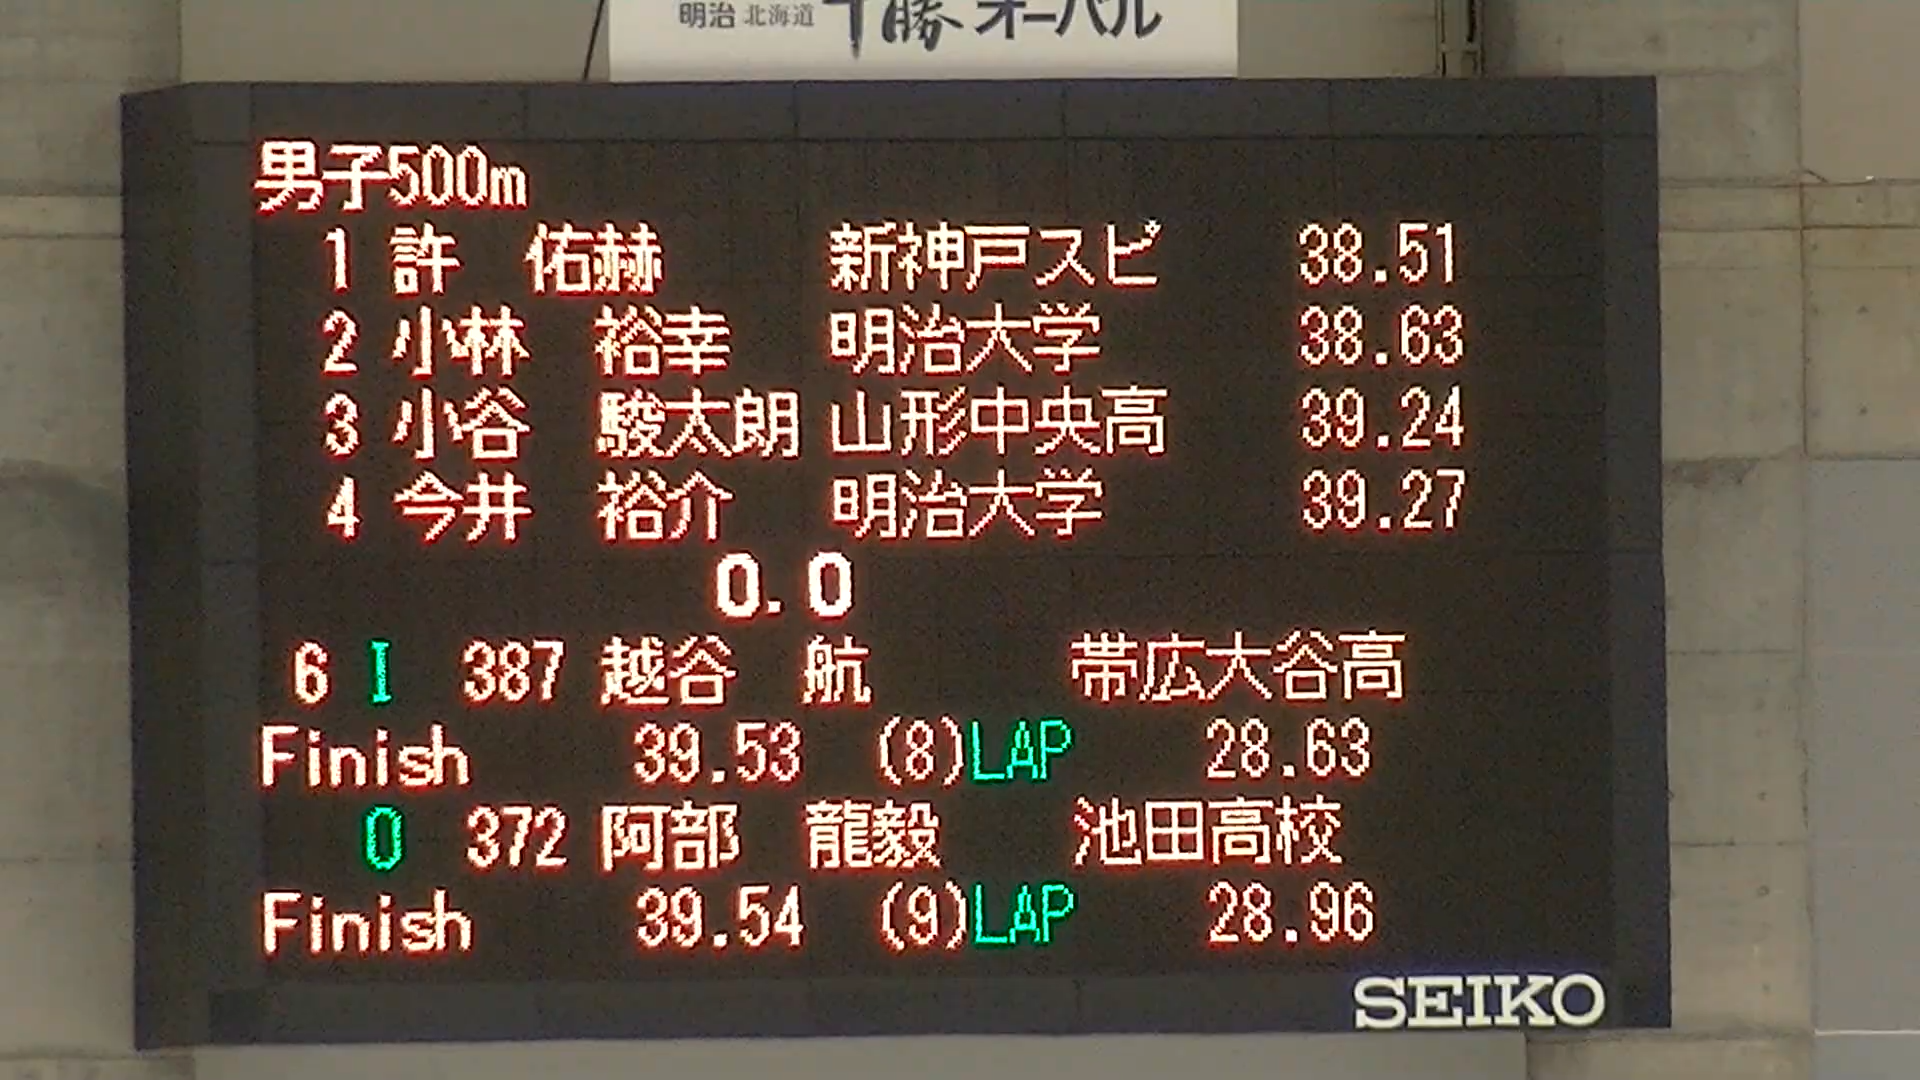 明治 北海道 十勝オーバル
男子500m
1 許 佑赫 新神戸スピ 38.51
2 小林 裕幸 明治大学 38.63
3 小谷 駿太朗 山形中央高 39.24
4 今井 裕介 明治大学 39.27
0.0
6 I 387 越谷 航 帯広大谷高
Finish 39.53 (8)LAP 28.63
O 372 阿部 龍毅 池田高校
Finish 39.54 (9)LAP 28.96
SEIKO